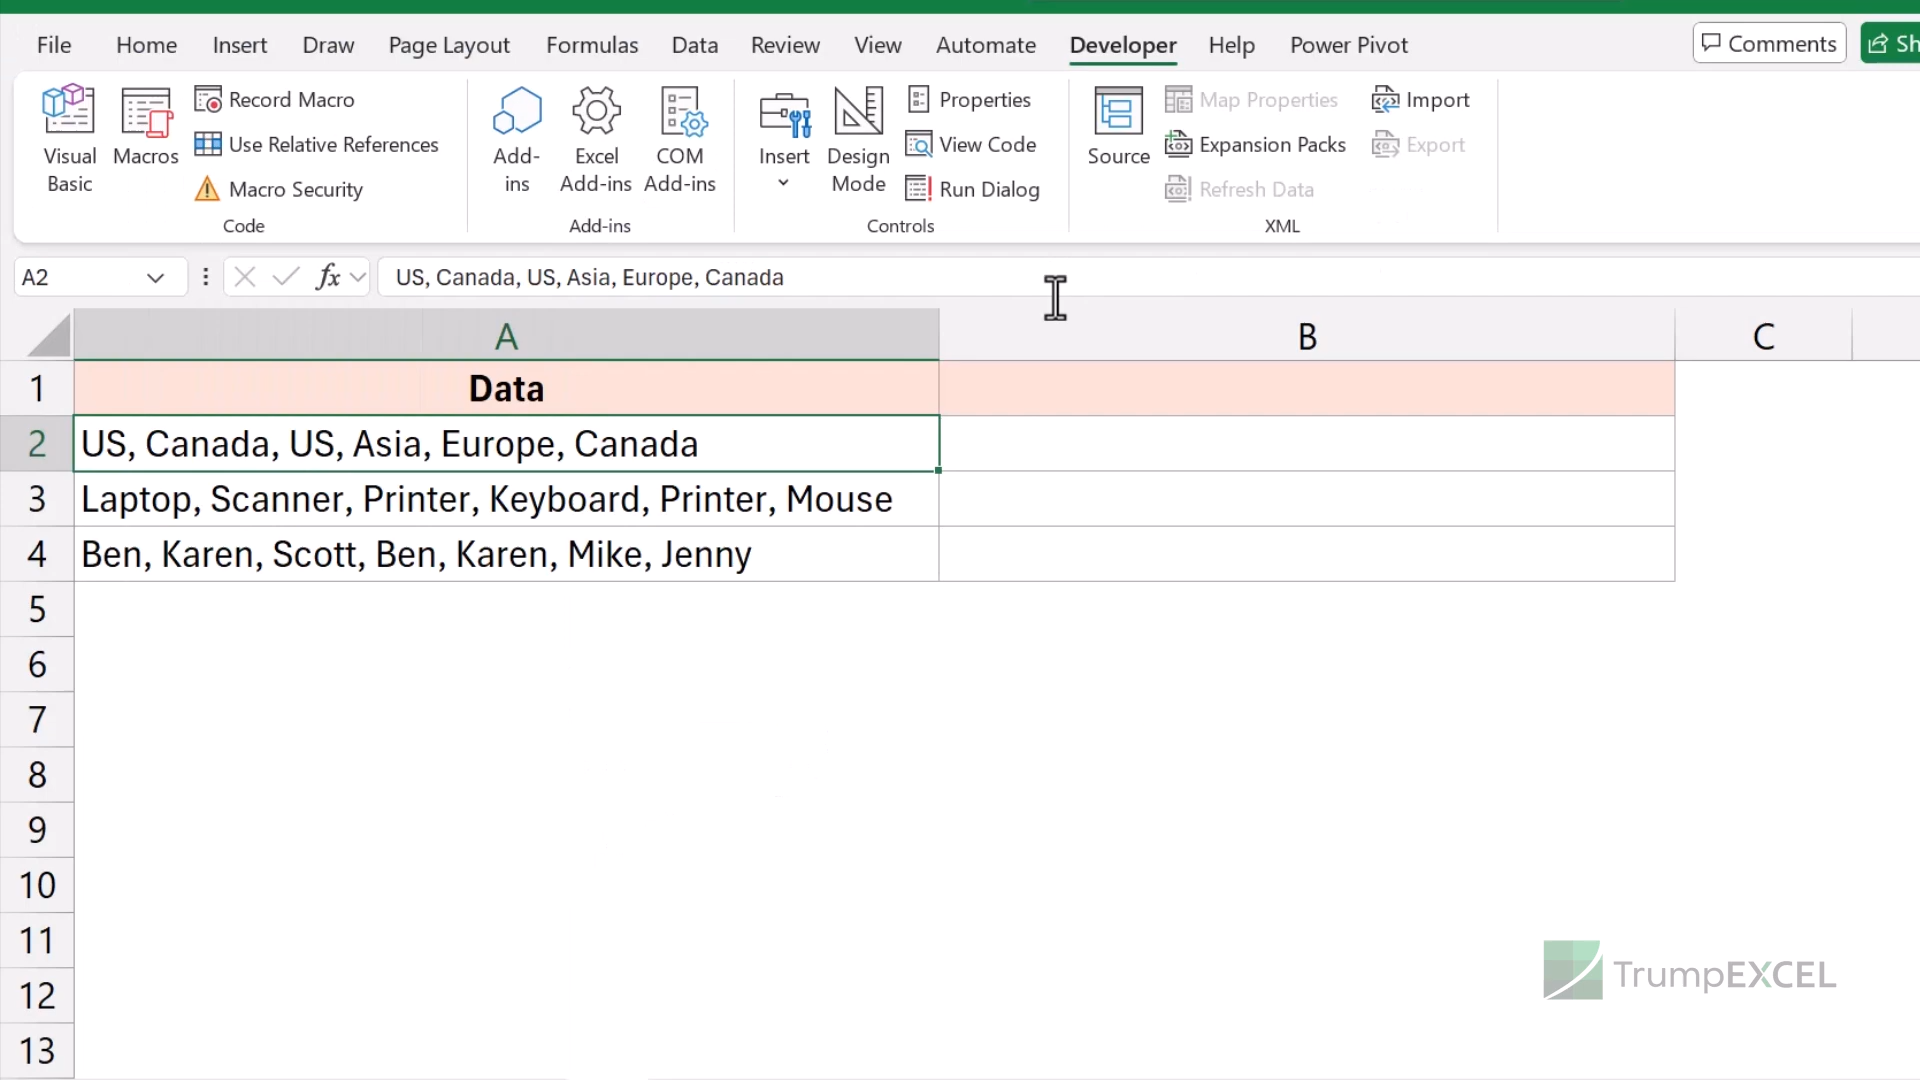 File Home Insert Draw Page Layout Formulas Data Review View Automate Developer Help Power Pivot Comments Sh
Visual Basic
Macros
Record Macro
Use Relative References
Macro Security
Code
Add-ins
Excel Add-ins
COM Add-ins
Add-ins
Insert
Design Mode
Properties
View Code
Run Dialog
Controls
Source
Map Properties
Expansion Packs
Refresh Data
Import
Export
XML
A2 fx US, Canada, US, Asia, Europe, Canada
A B C
1 Data
2 US, Canada, US, Asia, Europe, Canada
3 Laptop, Scanner, Printer, Keyboard, Printer, Mouse
4 Ben, Karen, Scott, Ben, Karen, Mike, Jenny
5
6
7
8
9
10
11
12
13
TrumpEXCEL